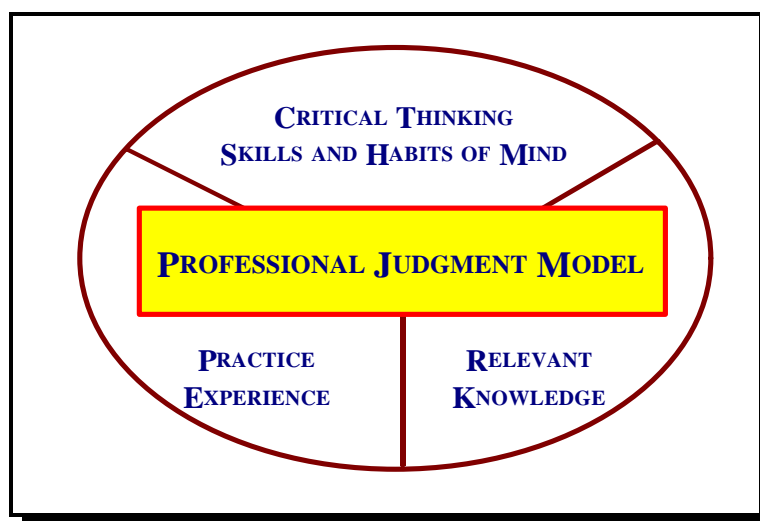 CRITICAL THINKING
SKILLS AND HABITS OF MIND
PROFESSIONAL JUDGMENT MODEL
PRACTICE
EXPERIENCE
RELEVANT
KNOWLEDGE